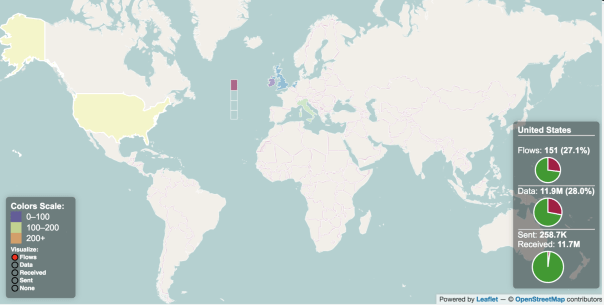 United States
Flows: 151 (27.1%)
Data: 11.9M (28.0%)
Sent: 258.7K
Received: 11.7M
Colors Scale:
0–100
100–200
200+
Visualize:
Flows
Data
Received
Sent
None
Powered by Leaflet — © OpenStreetMap contributors